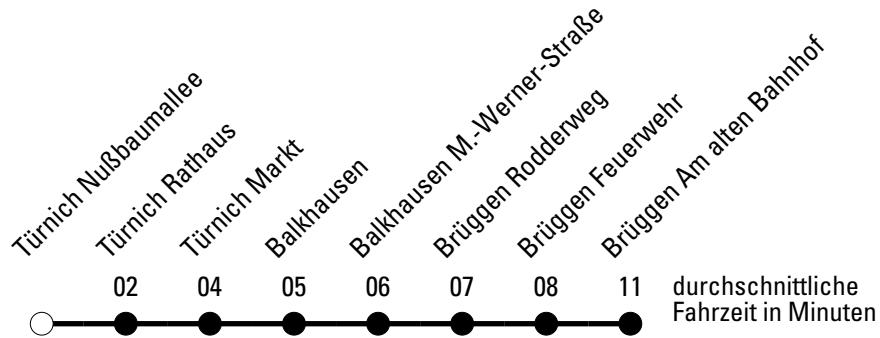 Türnich Nußbaumallee
Türnich Rathaus
Türnich Markt
Balkhausen
Balkhausen M.-Werner-Straße
Brüggen Rodderweg
Brüggen Feuerwehr
Brüggen Am alten Bahnhof
02 04 05 06 07 08 11 durchschnittliche
Fahrzeit in Minuten